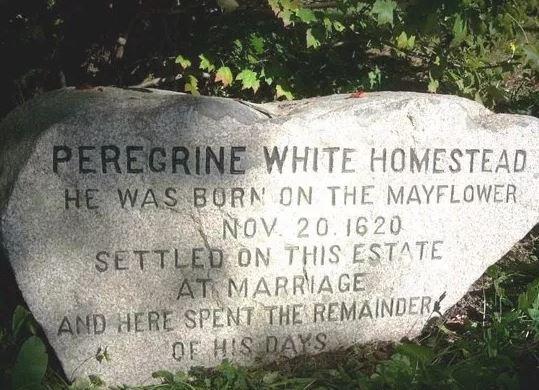 PEREGRINE WHITE HOMESTEAD
HE WAS BORN ON THE MAYFLOWER
NOV. 20. 1620
SETTLED ON THIS ESTATE
AT MARRIAGE
AND HERE SPENT THE REMAINDER
OF HIS DAYS